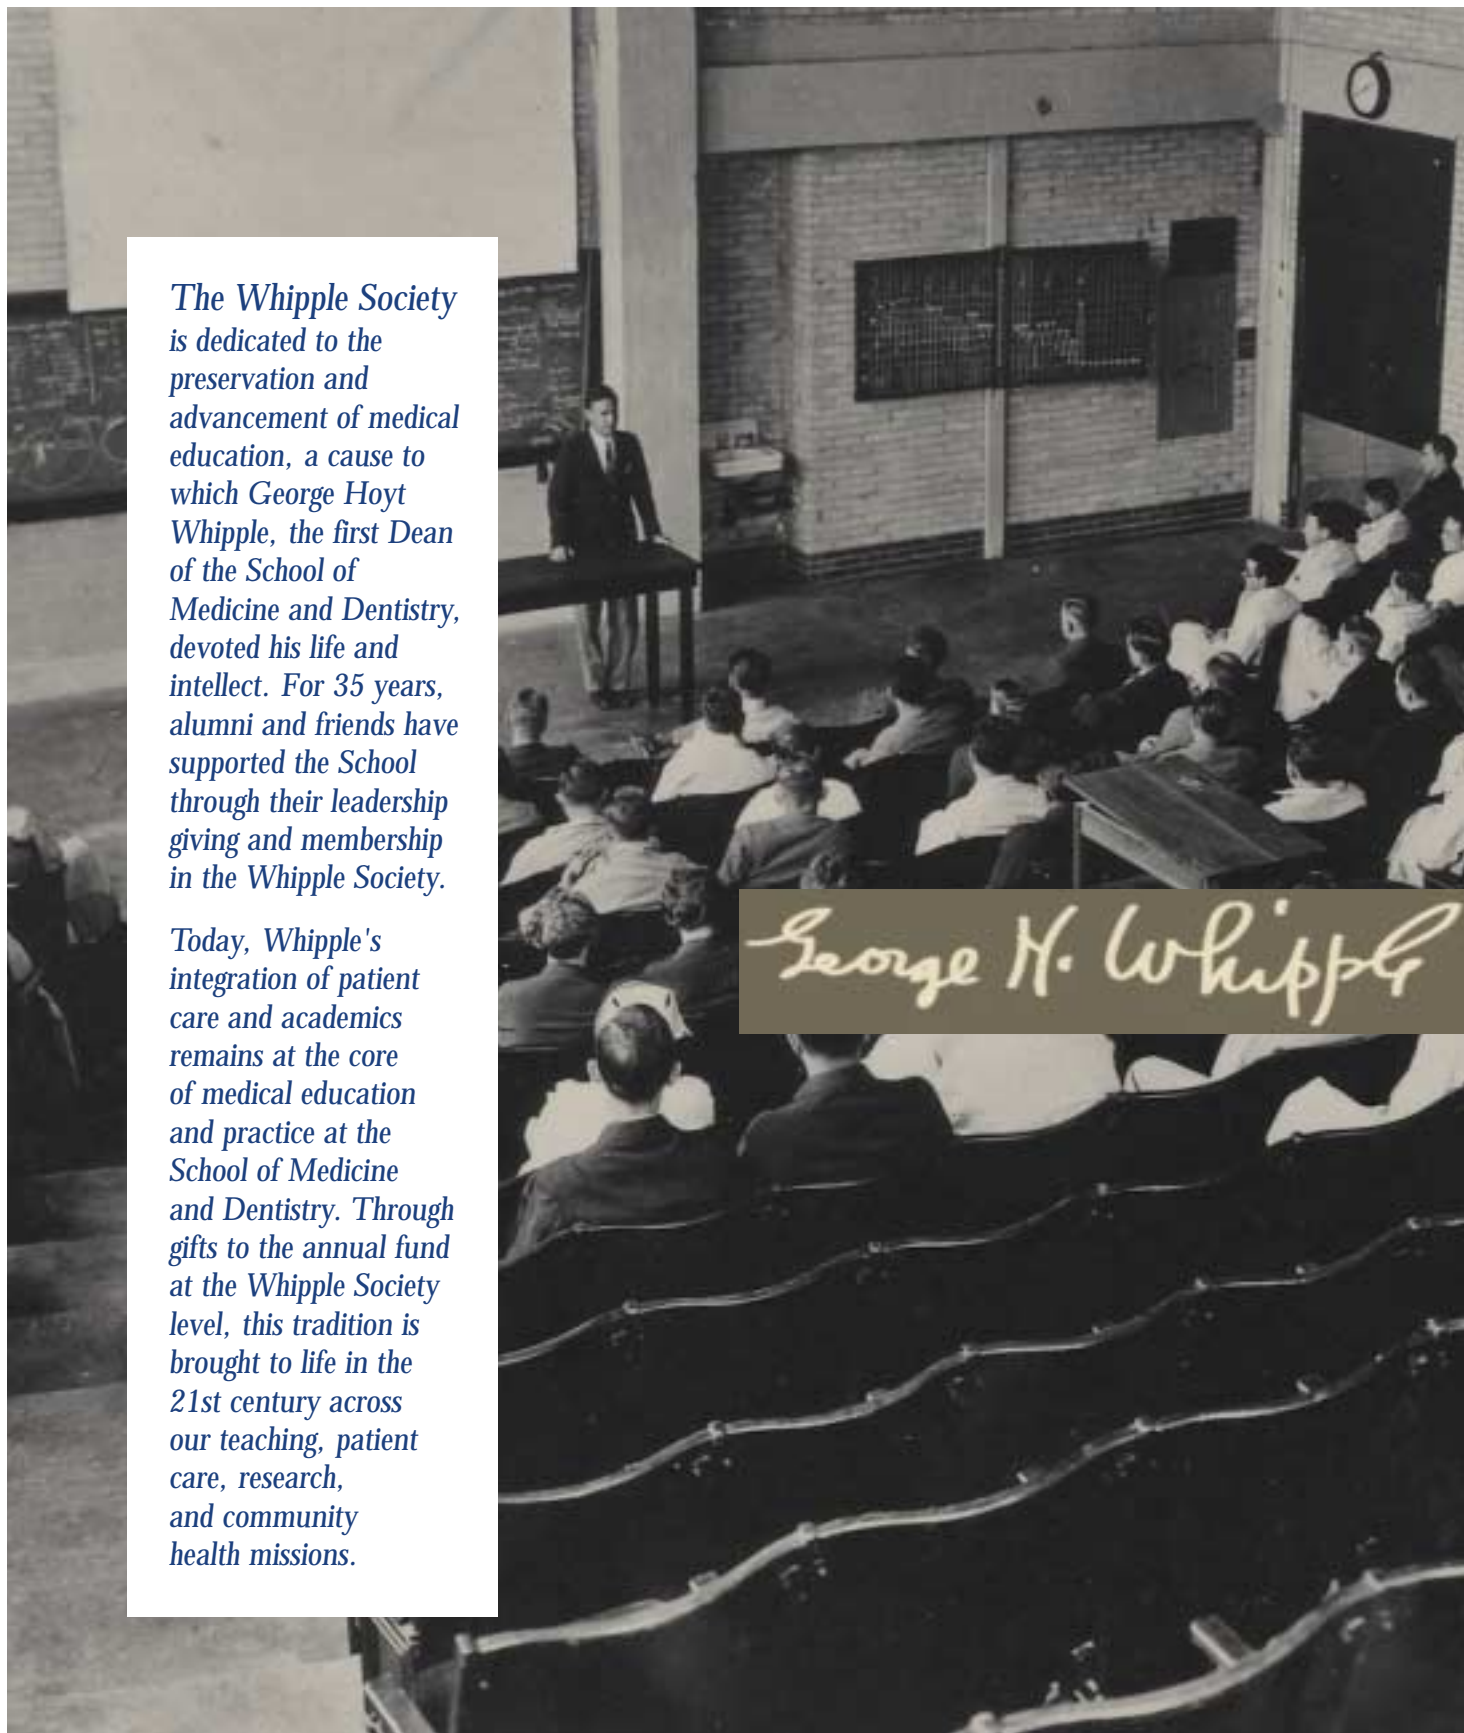 The Whipple Society
is dedicated to the
preservation and
advancement of medical
education, a cause to
which George Hoyt
Whipple, the first Dean
of the School of
Medicine and Dentistry,
devoted his life and
intellect. For 35 years,
alumni and friends have
supported the School
through their leadership
giving and membership
in the Whipple Society.
Today, Whipple's
integration of patient
care and academics
remains at the core
of medical education
and practice at the
School of Medicine
and Dentistry. Through
gifts to the annual fund
at the Whipple Society
level, this tradition is
brought to life in the
21st century across
our teaching, patient
care, research,
and community
health missions.
George H. Whipple